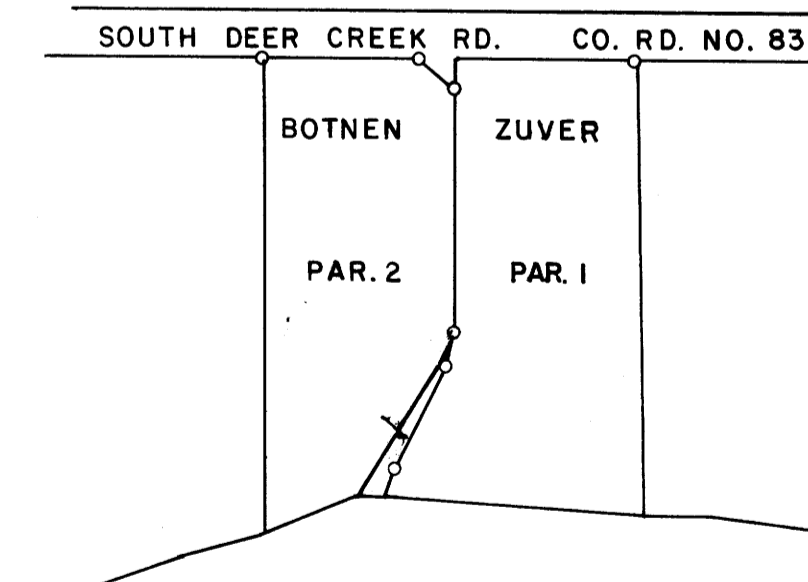 SOUTH DEER CREEK RD. CO. RD. NO. 83
BOTNEN ZUVER
PAR. 2 PAR. 1